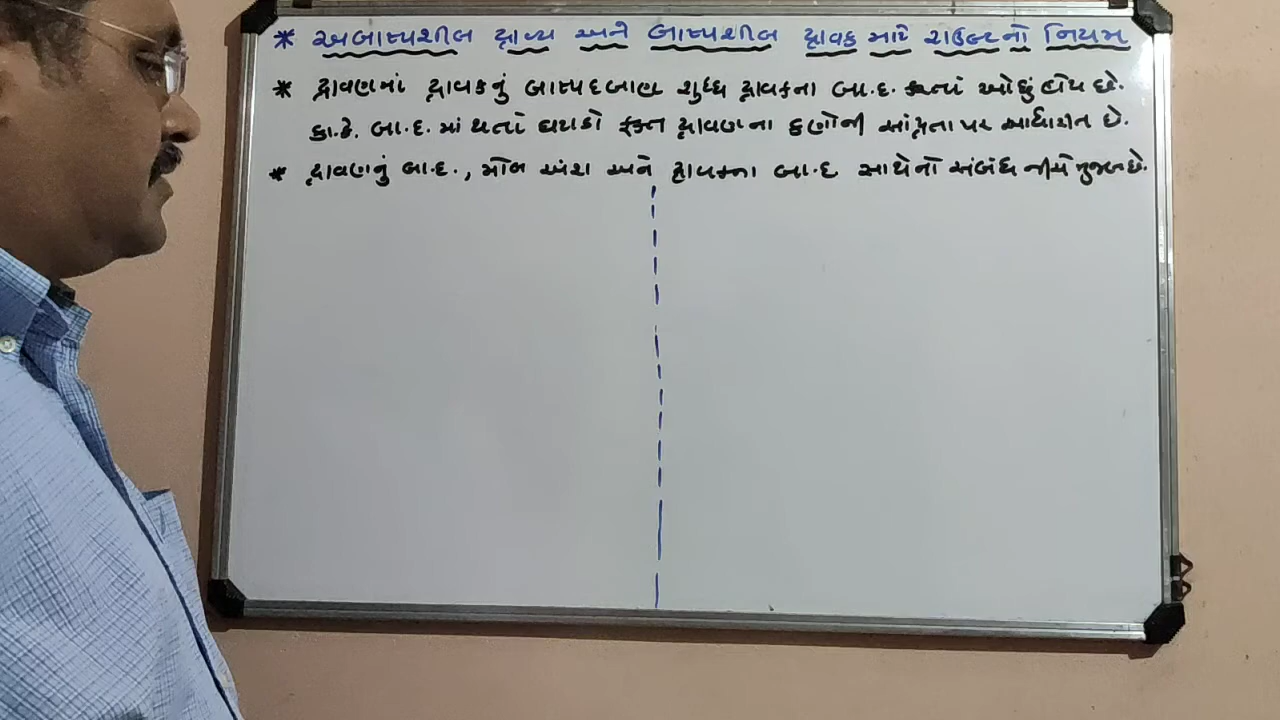 * અબાષ્પશીલ દ્રાવ્ય અને બાષ્પશીલ દ્રાવક માટે રાઉલ્ટનો નિયમ
* દ્રાવણમાં દ્રાવકનું બાષ્પદબાણ શુધ્ધ દ્રાવકના બા.દ. કરતાં ઓછું હોય છે.
કા.કે. બા.દ. માં થતાં ઘટાડો ફક્ત દ્રાવણના કણોની સાંદ્રતા પર આધારીત છે.
* દ્રાવણનું બા.દ., મોલ અંશ અને દ્રાવકના બા.દ સાથેનો સંબંધ નીચે મુજબ છે.